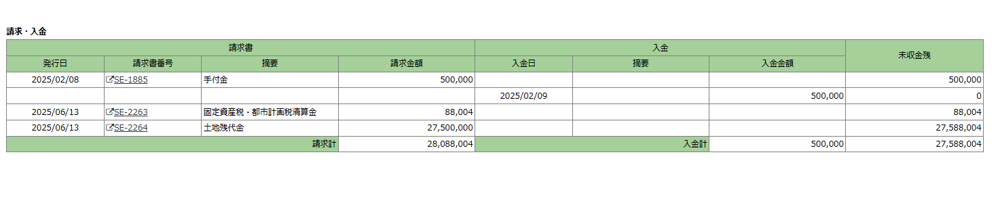 請求・入金
請求書 入金 未収金残
発行日 請求書番号 摘要 請求金額 入金日 摘要 入金金額
2025/02/08 SE-1885 手付金 500,000 500,000
2025/02/09 500,000 0
2025/06/13 SE-2263 固定資産税・都市計画税清算金 88,004 88,004
2025/06/13 SE-2264 土地残代金 27,500,000 27,588,004
請求計 28,088,004 入金計 500,000 27,588,004